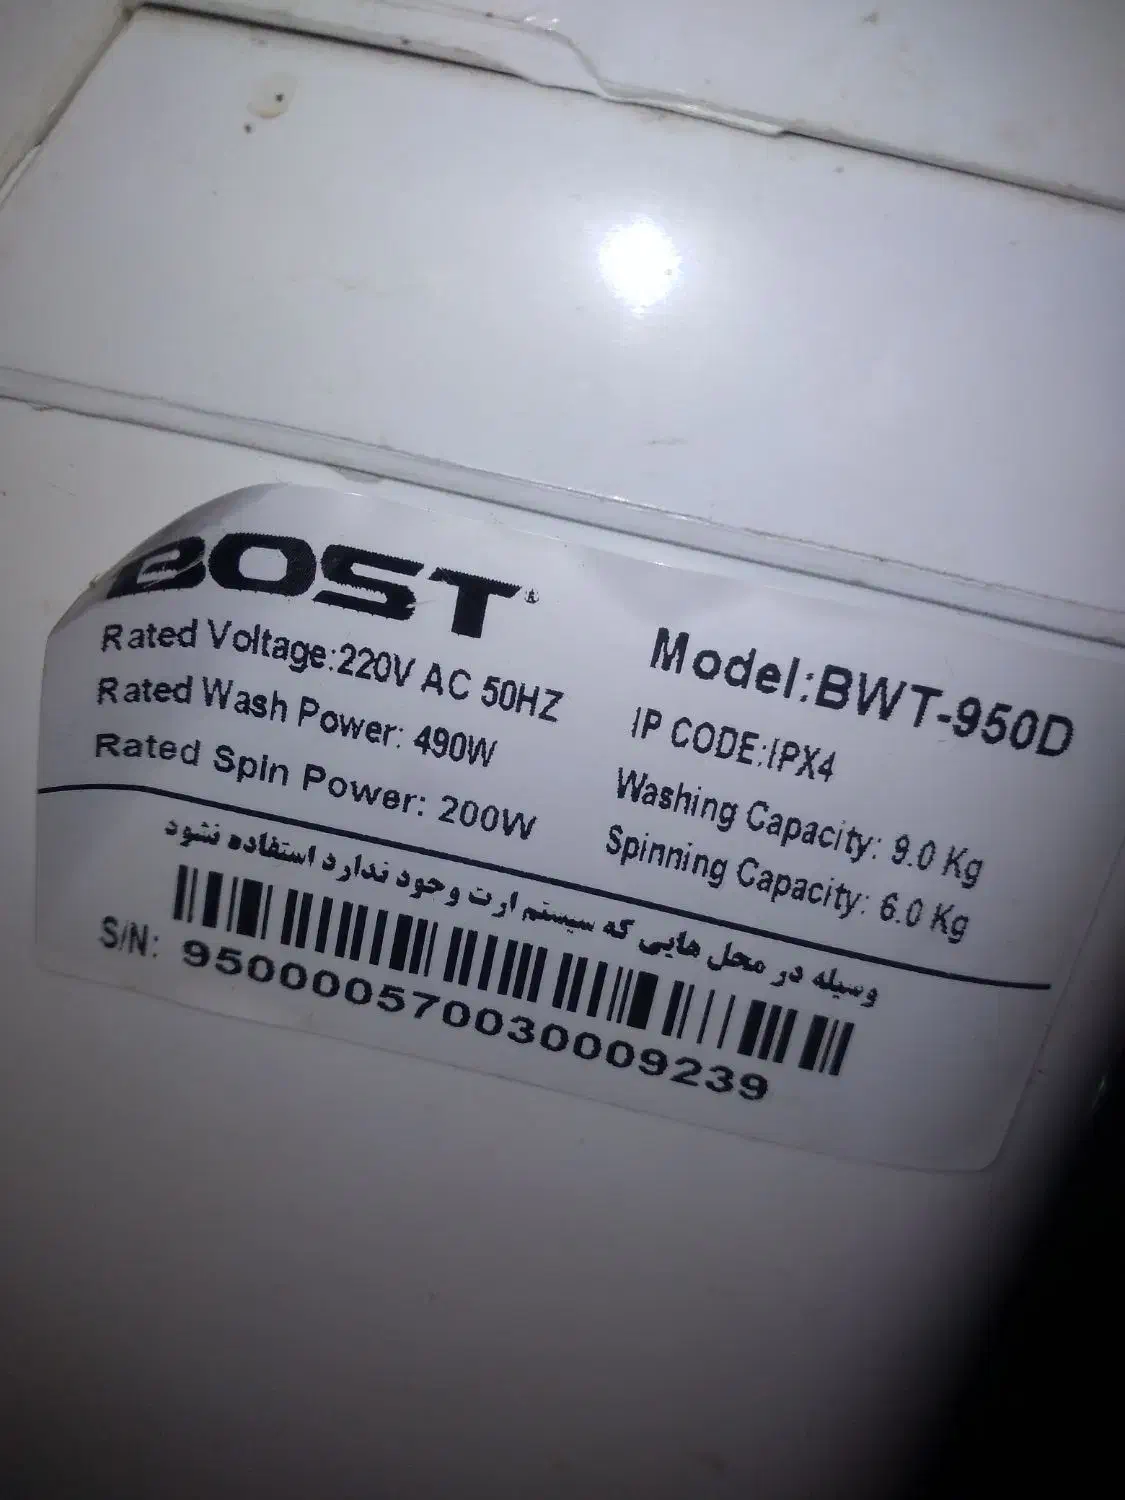 BOST
Rated Voltage:220V AC 50HZ
Rated Wash Power: 490W
Rated Spin Power: 200W
Model:BWT-950D
IP CODE:IPX4
Washing Capacity: 9.0 Kg
Spinning Capacity: 6.0 Kg
وسیله در محل هایی که سیستم ارت وجود ندارد استفاده نشود
S/N: 950000570030009239